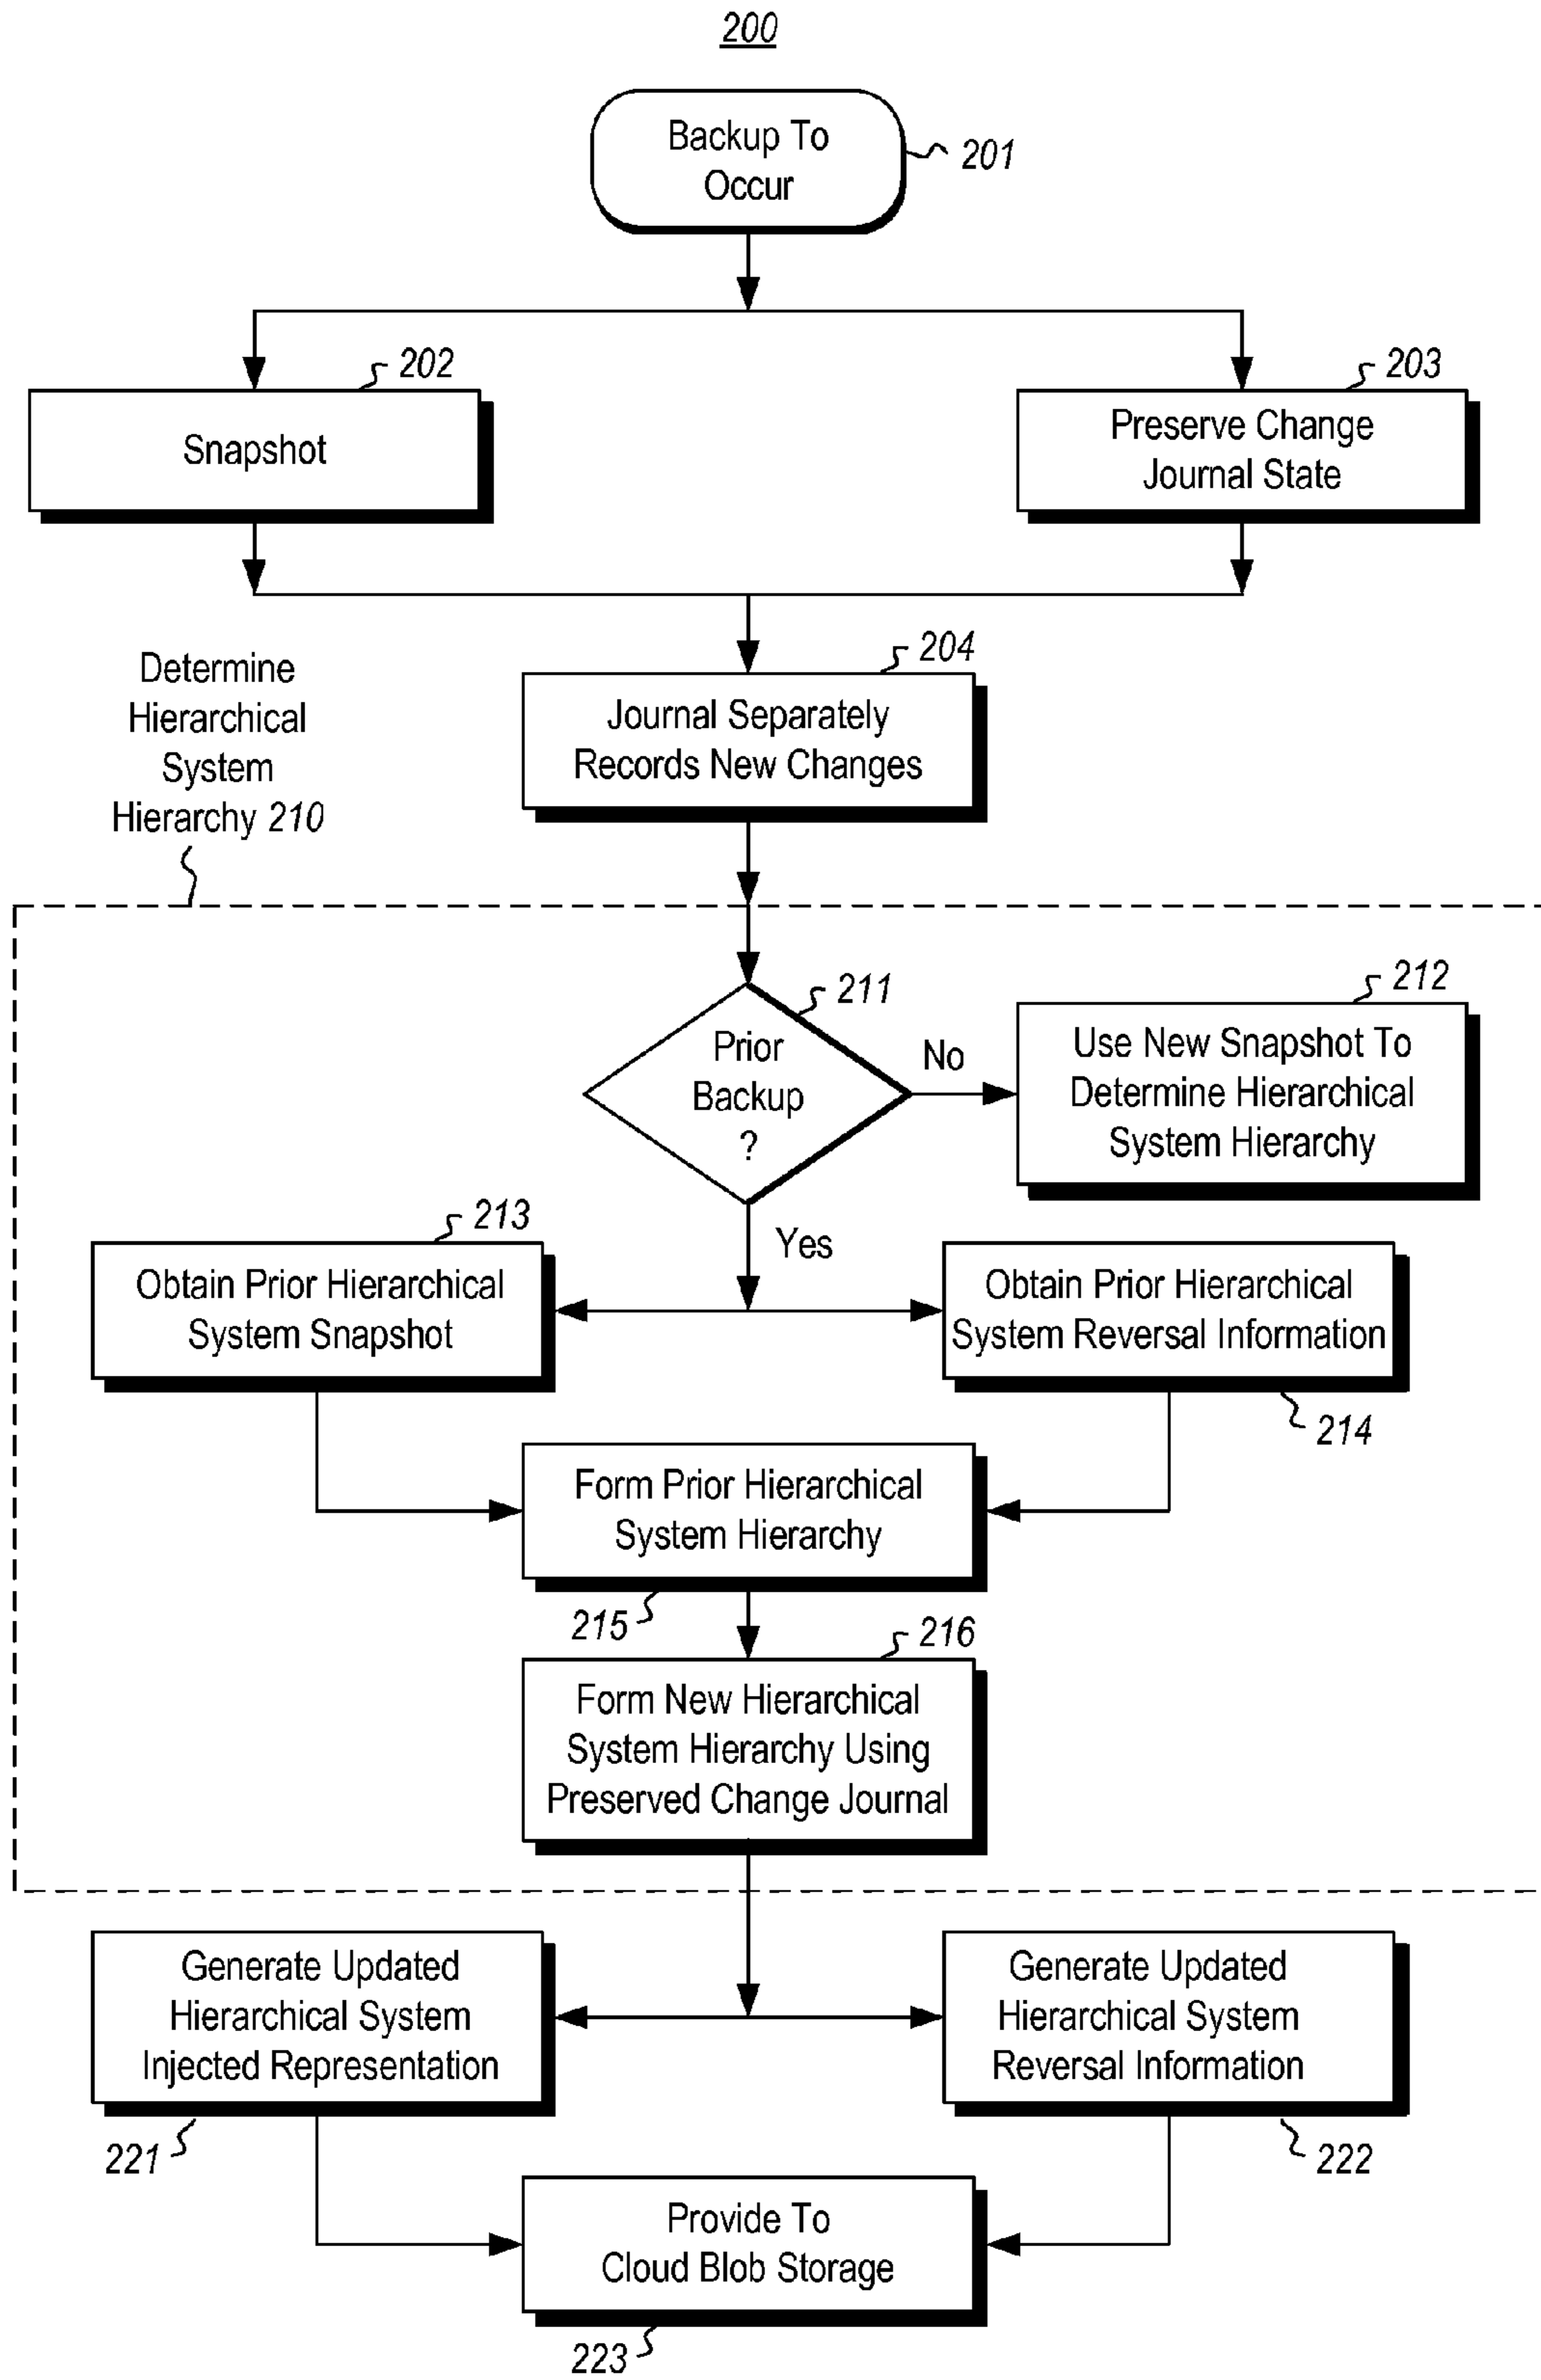 200
Backup To
Occur
201
202
203
Snapshot
Preserve Change
Journal State
204
Determine
Hierarchical
System
Hierarchy 210
Journal Separately
Records New Changes
211
212
Prior
Backup
?
No
Use New Snapshot To
Determine Hierarchical
System Hierarchy
213
Yes
Obtain Prior Hierarchical
System Snapshot
Obtain Prior Hierarchical
System Reversal Information
214
Form Prior Hierarchical
System Hierarchy
215
216
Form New Hierarchical
System Hierarchy Using
Preserved Change Journal
Generate Updated
Hierarchical System
Injected Representation
Generate Updated
Hierarchical System
Reversal Information
221
222
Provide To
Cloud Blob Storage
223